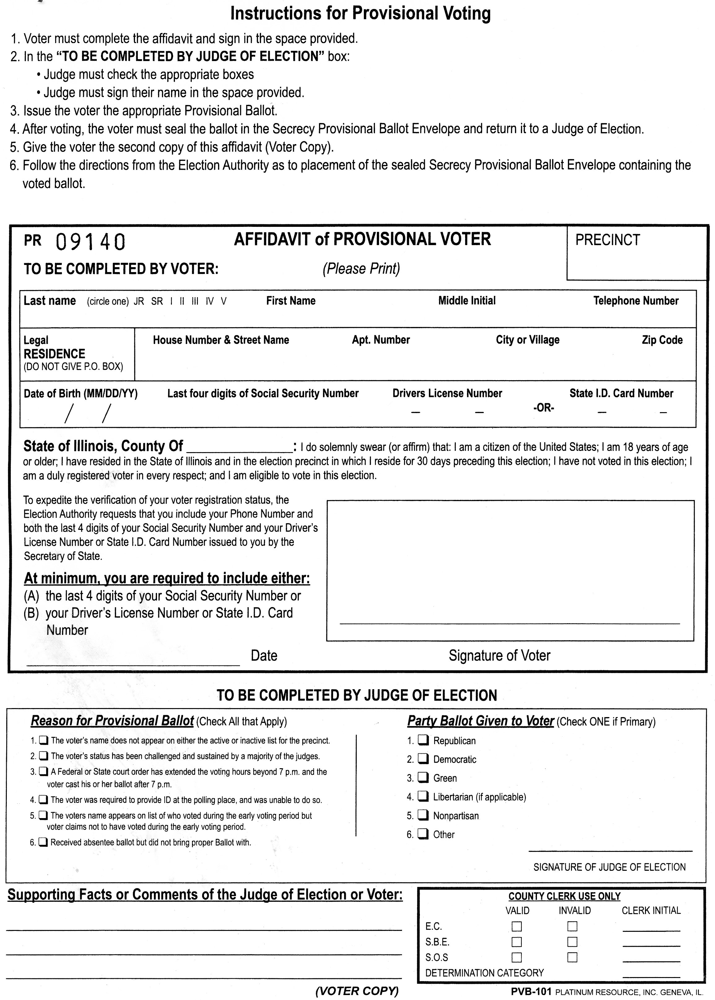 Instructions for Provisional Voting
1. Voter must complete the affidavit and sign in the space provided.
2. In the “TO BE COMPLETED BY JUDGE OF ELECTION” box:
• Judge must check the appropriate boxes
• Judge must sign their name in the space provided.
3. Issue the voter the appropriate Provisional Ballot.
4. After voting, the voter must seal the ballot in the Secrecy Provisional Ballot Envelope and return it to a Judge of Election.
5. Give the voter the second copy of this affidavit (Voter Copy).
6. Follow the directions from the Election Authority as to placement of the sealed Secrecy Provisional Ballot Envelope containing the
voted ballot.
PR 09140 AFFIDAVIT of PROVISIONAL VOTER PRECINCT
TO BE COMPLETED BY VOTER: (Please Print)
Last name (circle one) JR SR I II III IV V First Name Middle Initial Telephone Number
Legal House Number & Street Name Apt. Number City or Village Zip Code
RESIDENCE
(DO NOT GIVE P.O. BOX)
Date of Birth (MM/DD/YY) Last four digits of Social Security Number Drivers License Number State I.D. Card Number
/ / – – -OR- – –
State of Illinois, County Of ________________: I do solemnly swear (or affirm) that: I am a citizen of the United States; I am 18 years of age
or older; I have resided in the State of Illinois and in the election precinct in which I reside for 30 days preceding this election; I have not voted in this election; I
am a duly registered voter in every respect; and I am eligible to vote in this election.
To expedite the verification of your voter registration status, the
Election Authority requests that you include your Phone Number and
both the last 4 digits of your Social Security Number and your Driver’s
License Number or State I.D. Card Number issued to you by the
Secretary of State.
At minimum, you are required to include either:
(A) the last 4 digits of your Social Security Number or
(B) your Driver’s License Number or State I.D. Card
Number
Date Signature of Voter
TO BE COMPLETED BY JUDGE OF ELECTION
Reason for Provisional Ballot (Check All that Apply)
1. ❑ The voter’s name does not appear on either the active or inactive list for the precinct.
2. ❑ The voter’s status has been challenged and sustained by a majority of the judges.
3. ❑ A Federal or State court order has extended the voting hours beyond 7 p.m. and the
voter cast his or her ballot after 7 p.m.
4. ❑ The voter was required to provide ID at the polling place, and was unable to do so.
5. ❑ The voters name appears on list of who voted during the early voting period but
voter claims not to have voted during the early voting period.
6. ❑ Received absentee ballot but did not bring proper Ballot with.
Party Ballot Given to Voter (Check ONE if Primary)
1. ❑ Republican
2. ❑ Democratic
3. ❑ Green
4. ❑ Libertarian (if applicable)
5. ❑ Nonpartisan
6. ❑ Other
SIGNATURE OF JUDGE OF ELECTION
Supporting Facts or Comments of the Judge of Election or Voter:
(VOTER COPY)
COUNTY CLERK USE ONLY
VALID INVALID CLERK INITIAL
E.C. ☐ ☐
S.B.E. ☐ ☐
S.O.S ☐ ☐
DETERMINATION CATEGORY
PVB-101 PLATINUM RESOURCE, INC. GENEVA, IL.